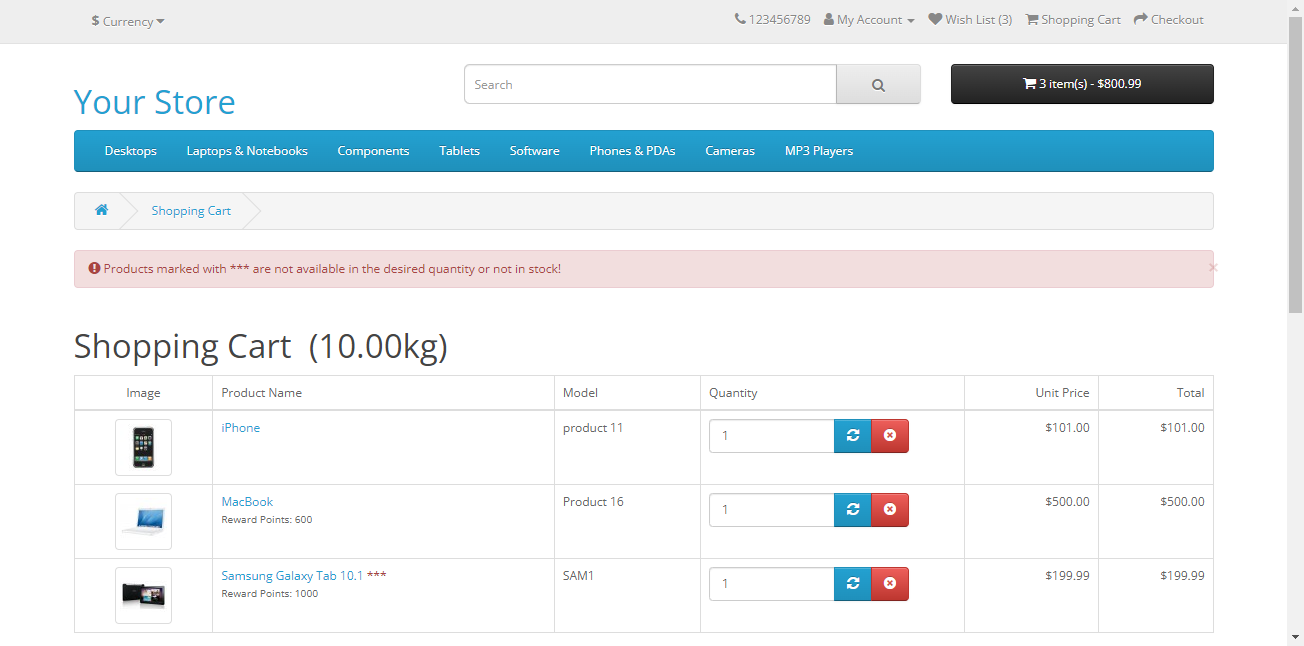 $ Currency
123456789 My Account Wish List (3) Shopping Cart Checkout
Your Store
Search
3 item(s) - $800.99
Desktops Laptops & Notebooks Components Tablets Software Phones & PDAs Cameras MP3 Players
Shopping Cart
Products marked with *** are not available in the desired quantity or not in stock!
×
Shopping Cart (10.00kg)
Image Product Name Model Quantity Unit Price Total
iPhone product 11 1 $101.00 $101.00
MacBook Product 16 1 $500.00 $500.00
Reward Points: 600
Samsung Galaxy Tab 10.1 *** SAM1 1 $199.99 $199.99
Reward Points: 1000